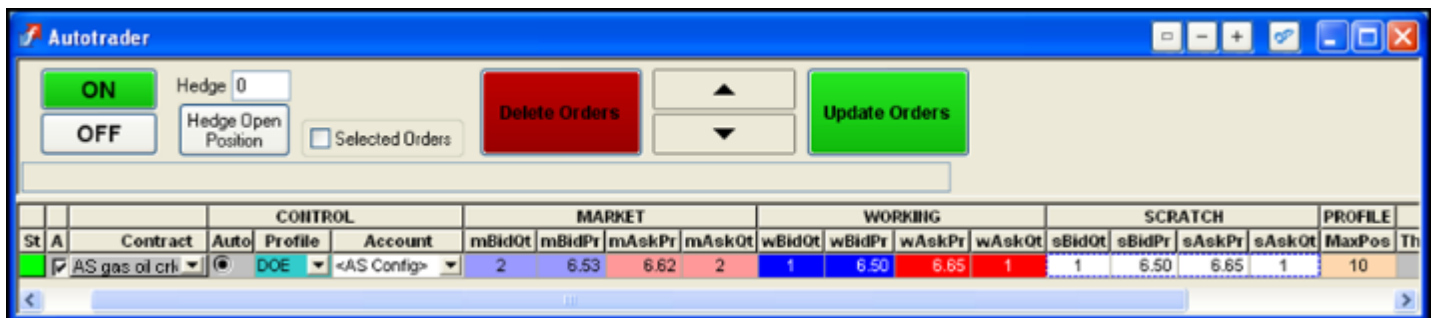 Autotrader
ON
OFF
Hedge 0
Hedge Open
Position
Selected Orders
Delete Orders
Update Orders
CONTROL MARKET WORKING SCRATCH PROFILE
St A Contract Auto Profile Account mBidQt mBidPr mAskPr mAskQt wBidQt wBidPr wAskPr wAskQt sBidQt sBidPr sAskPr sAskQt MaxPos Th
AS gas oil crk DOE <AS Config> 2 6.53 6.62 2 1 6.50 6.65 1 1 6.50 6.65 1 10